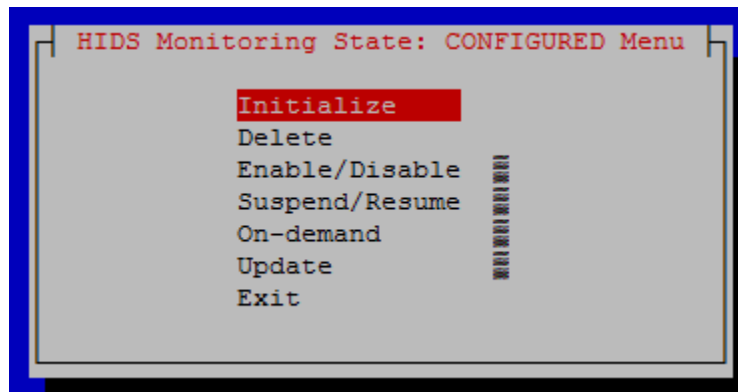 HIDS Monitoring State: CONFIGURED Menu
Initialize
Delete
Enable/Disable
Suspend/Resume
On-demand
Update
Exit